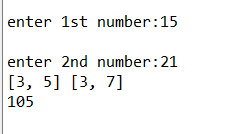 enter 1st number:15
enter 2nd number:21
[3, 5] [3, 7]
105